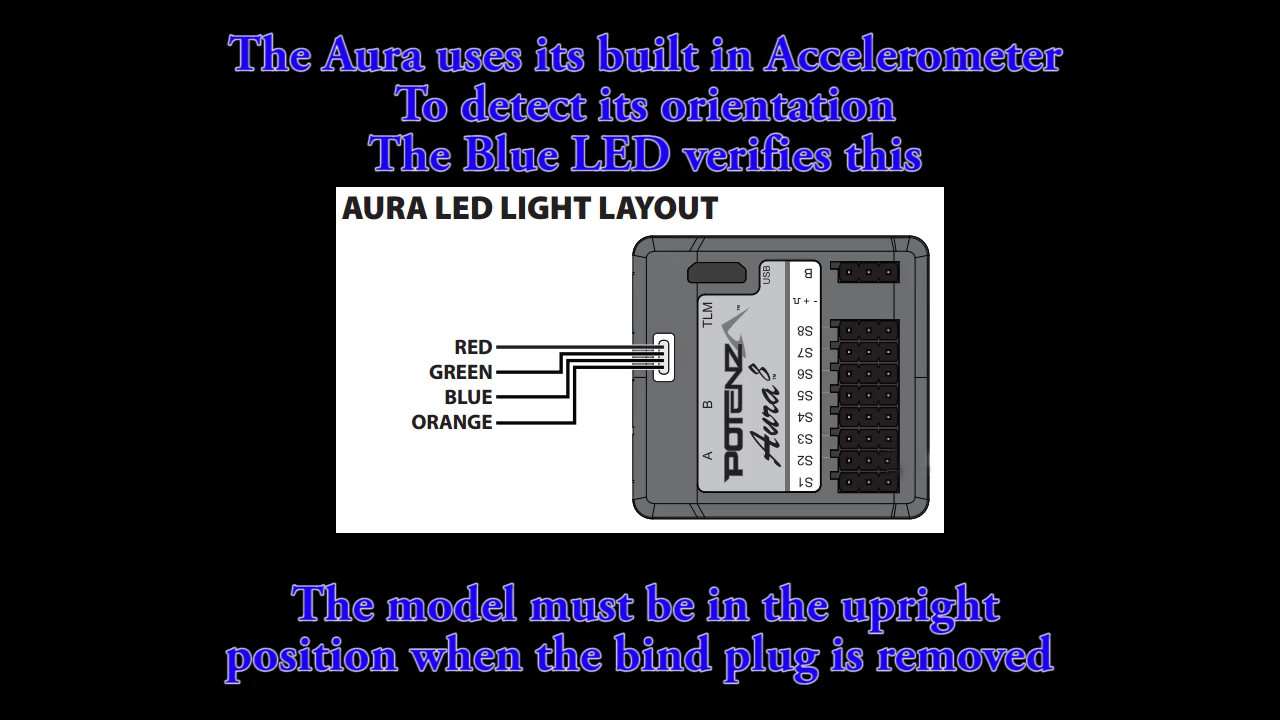 The Aura uses its built in Accelerometer
To detect its orientation
The Blue LED verifies this
AURA LED LIGHT LAYOUT
RED
GREEN
BLUE
ORANGE
TLM
B
A
USB
POTENZA™
Aura 8™
B
- +
S8
S7
S6
S5
S4
S3
S2
S1
The model must be in the upright
position when the bind plug is removed